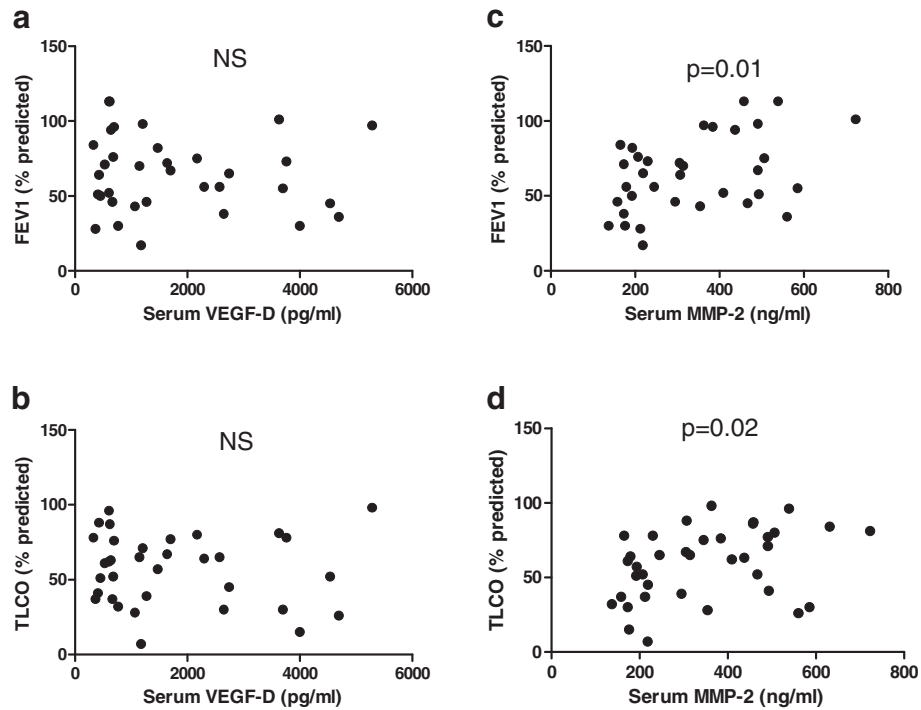 a
NS
150
100
50
0
FEV1 (% predicted)
0 2000 4000 6000
Serum VEGF-D (pg/ml)
c
p=0.01
150
100
50
0
FEV1 (% predicted)
0 200 400 600 800
Serum MMP-2 (ng/ml)
b
NS
150
100
50
0
TLCO (% predicted)
0 2000 4000 6000
Serum VEGF-D (pg/ml)
d
p=0.02
150
100
50
0
TLCO (% predicted)
0 200 400 600 800
Serum MMP-2 (ng/ml)